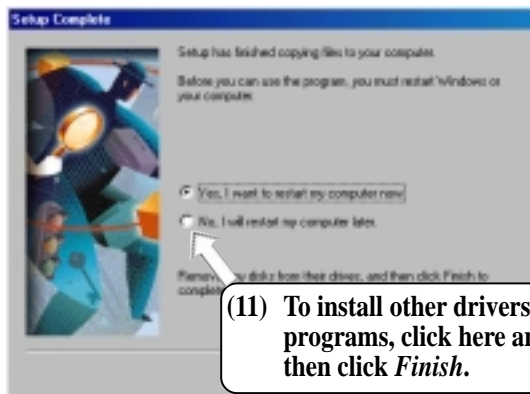 Setup Complete
Setup has finished copying files to your computer.
Before you can use the program, you must restart Windows or
your computer.
Yes, I want to restart my computer now.
No, I will restart my computer later.
disks from their drives, and then click Finish to
(11) To install other drivers
programs, click here
then click Finish.